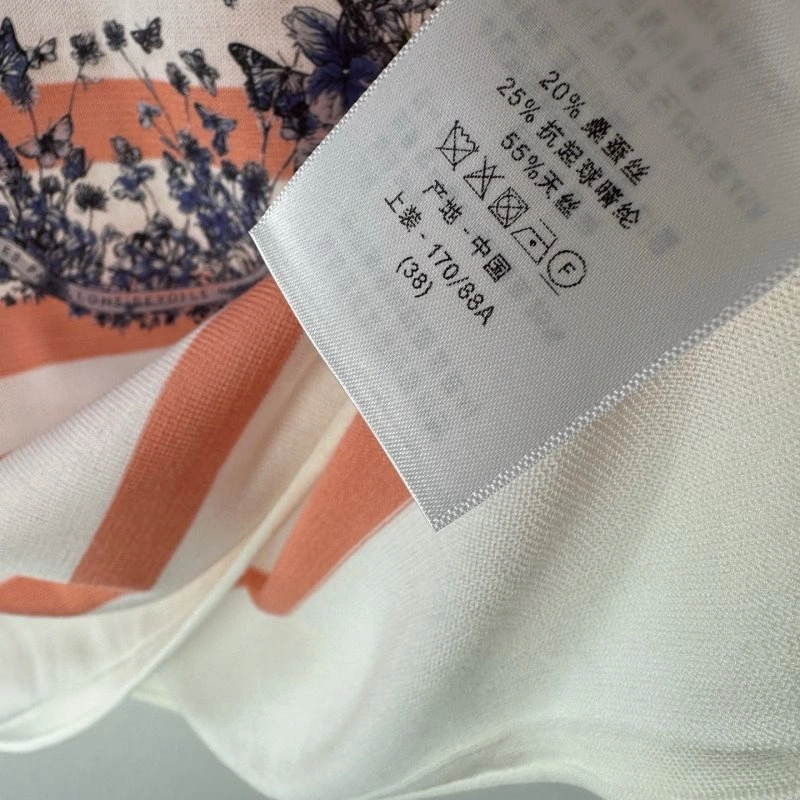 20% 桑蚕丝
25% 抗起球腈纶
55%天丝
F
产地 - 中国
上装 - 170/88A
(38)